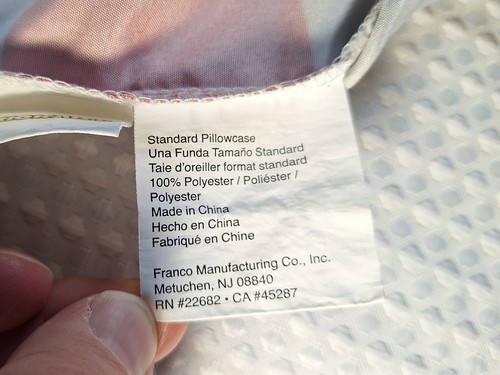 Standard Pillowcase
Una Funda Tamaño Standard
Taie d'oreiller format standard
100% Polyester / Poliéster /
Polyester
Made in China
Hecho en China
Fabriqué en Chine
Franco Manufacturing Co., Inc.
Metuchen, NJ 08840
RN #22682 • CA #45287